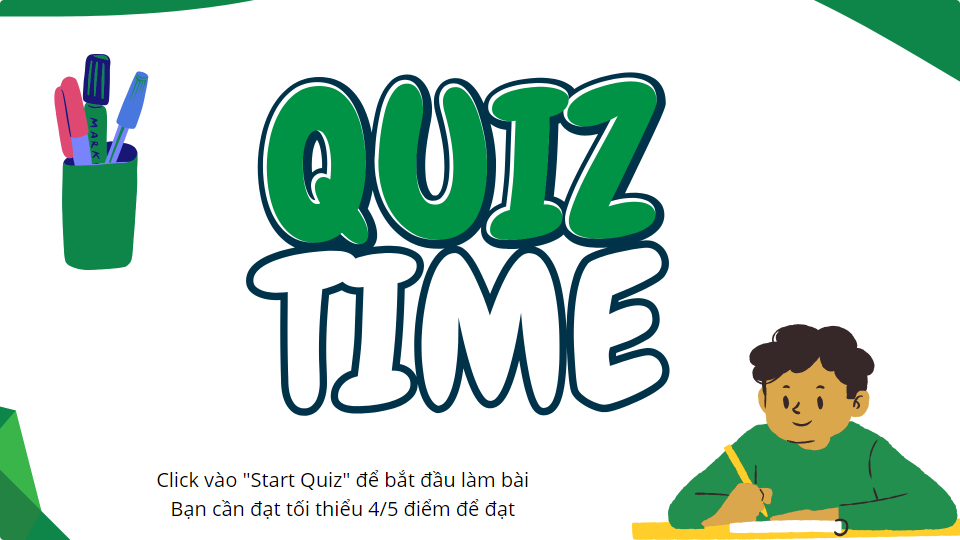 MARK
QUIZ
TIME
Click vào "Start Quiz" để bắt đầu làm bài
Bạn cần đạt tối thiểu 4/5 điểm để đạt